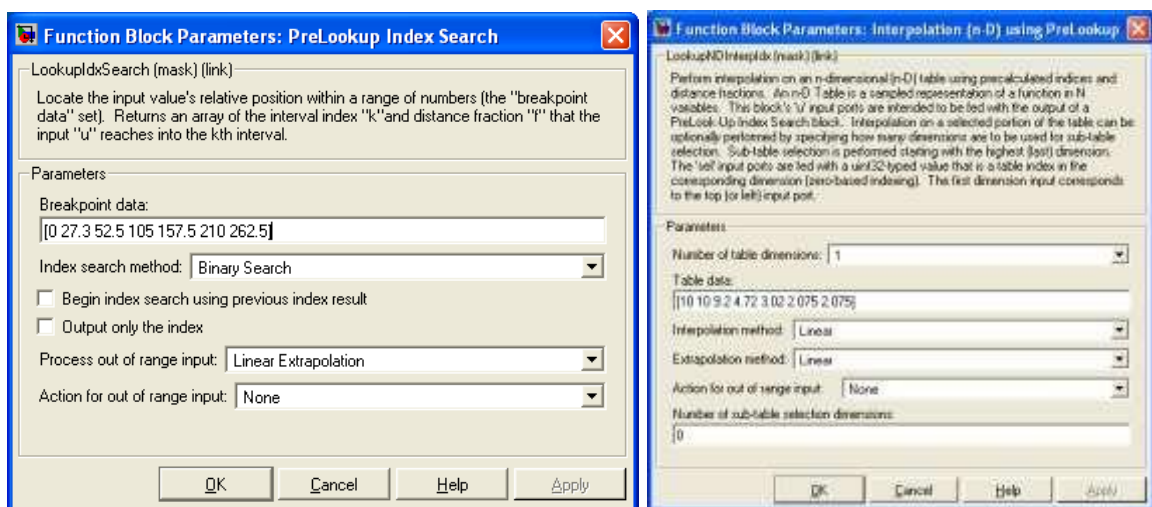 Function Block Parameters: PreLookup Index Search
LookupIdxSearch (mask) (link)
Locate the input value's relative position within a range of numbers (the "breakpoint
data" set). Returns an array of the interval index "k"and distance fraction "f" that the
input "u" reaches into the kth interval.
Parameters
Breakpoint data:
[0 27.3 52.5 105 157.5 210 262.5]
Index search method: Binary Search
Begin index search using previous index result
Output only the index
Process out of range input: Linear Extrapolation
Action for out of range input: None
OK Cancel Help Apply
Function Block Parameters: Interpolation (n-D) using PreLookup
LookupNDInterpIdx (mask) (link)
Perform interpolation on an n-dimensional (n-D) table using precalculated indices and
distance fractions. An n-D Table is a sampled representation of a function in N
variables. This block's 'u' input ports are intended to be fed with the output of a
PreLook-Up Index Search block. Interpolation on a selected portion of the table can be
optionally performed by specifying how many dimensions are to be used for sub-table
selection. Sub-table selection is performed starting with the highest (last) dimension.
The 'sel' input ports are fed with a uint32-typed value that is a table index in the
corresponding dimension (zero-based indexing). The first dimension input corresponds
to the top (or left) input port.
Parameters
Number of table dimensions: 1
Table data:
[10 10 9.2 4.72 3.02 2.075 2.075]
Interpolation method: Linear
Extrapolation method: Linear
Action for out of range input: None
Number of sub-table selection dimensions:
0
OK Cancel Help Apply